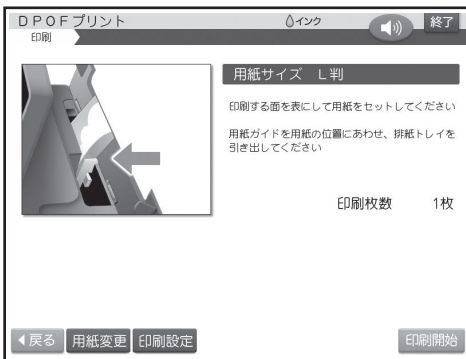 DPOFプリント
インク
終了
印刷
用紙サイズ L判
印刷する面を表にして用紙をセットしてください
用紙ガイドを用紙の位置にあわせ、排紙トレイを
引き出してください
印刷枚数 1枚
戻る 用紙変更 印刷設定 印刷開始